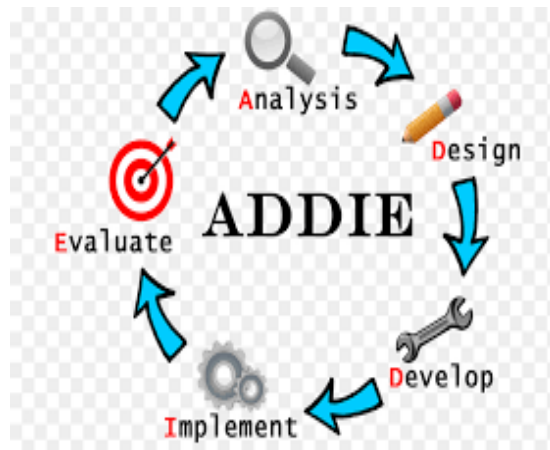 Analysis
Design
ADDIE
Evaluate
Develop
Implement